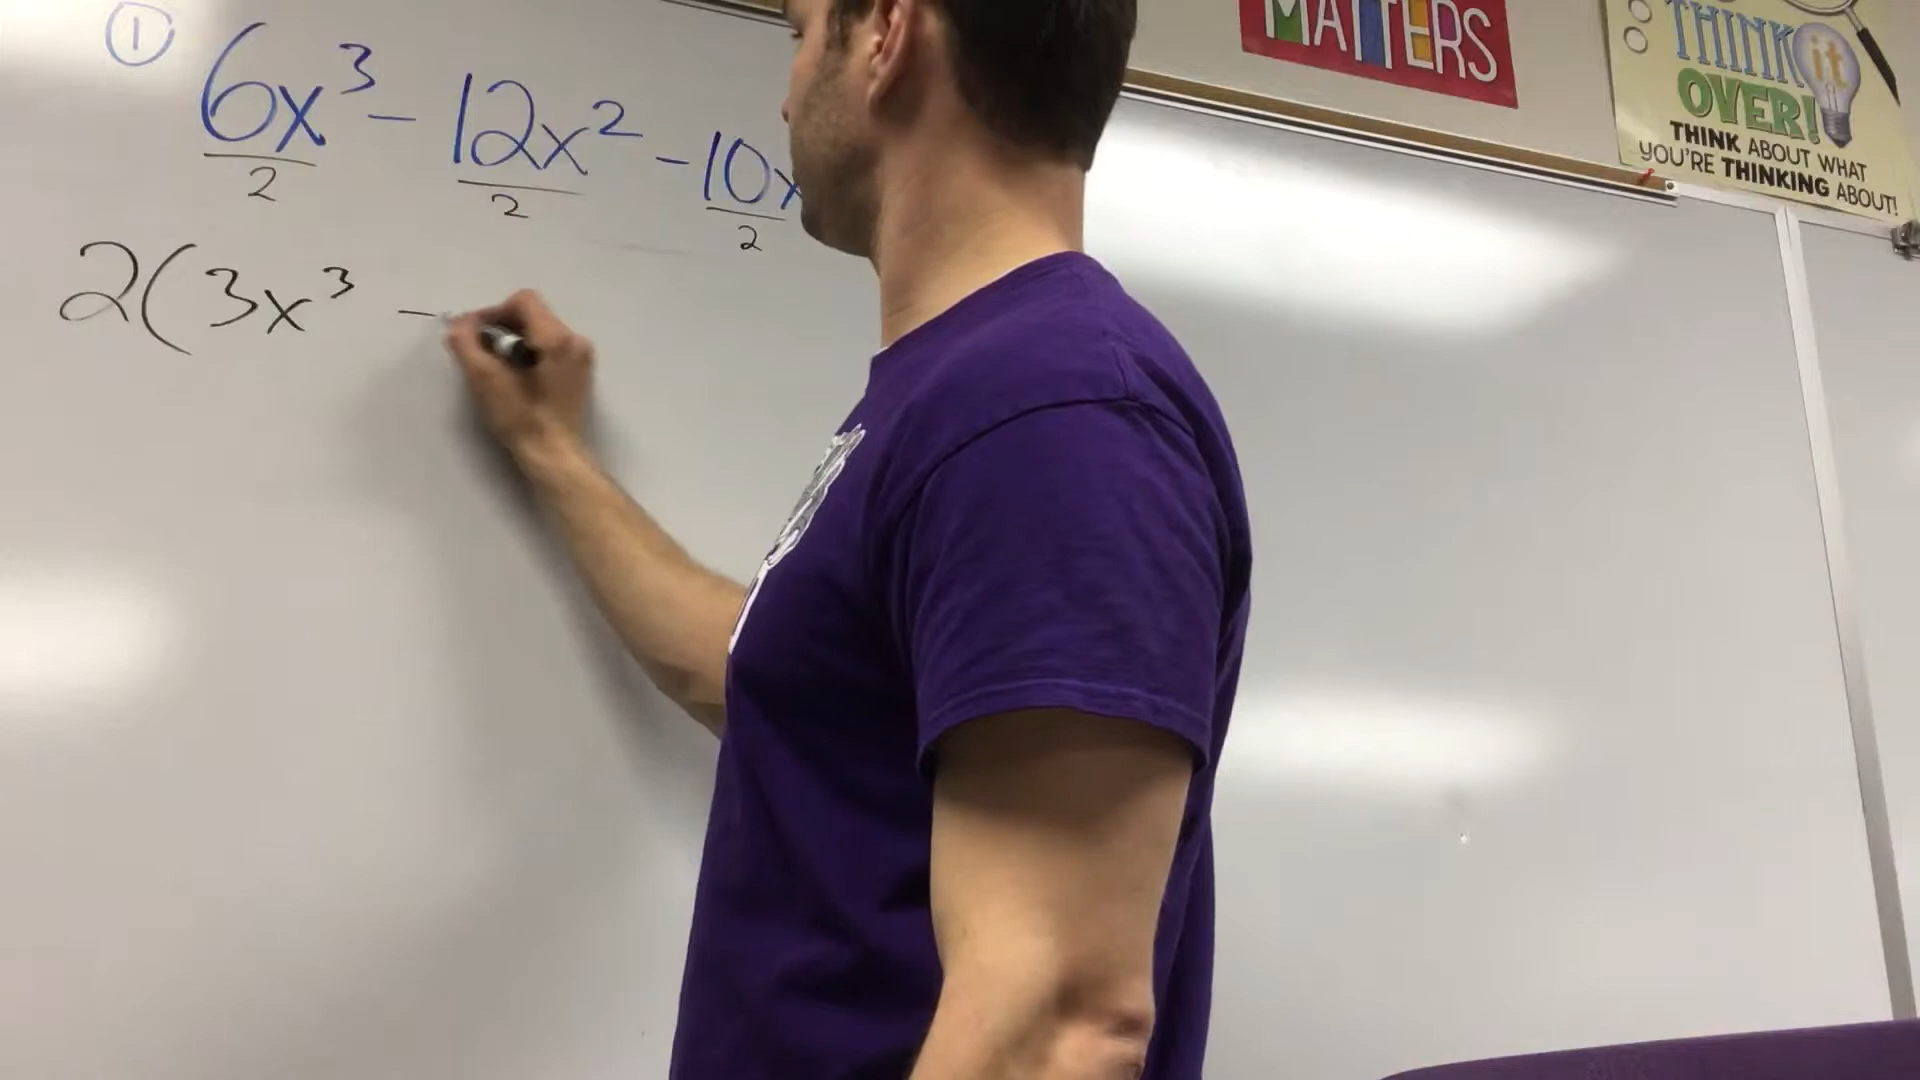 ① 6x³ - 12x² - 10x
2 2 2
2(3x³ -
MATTERS
THINK it
OVER!
THINK ABOUT WHAT
YOU'RE THINKING ABOUT!